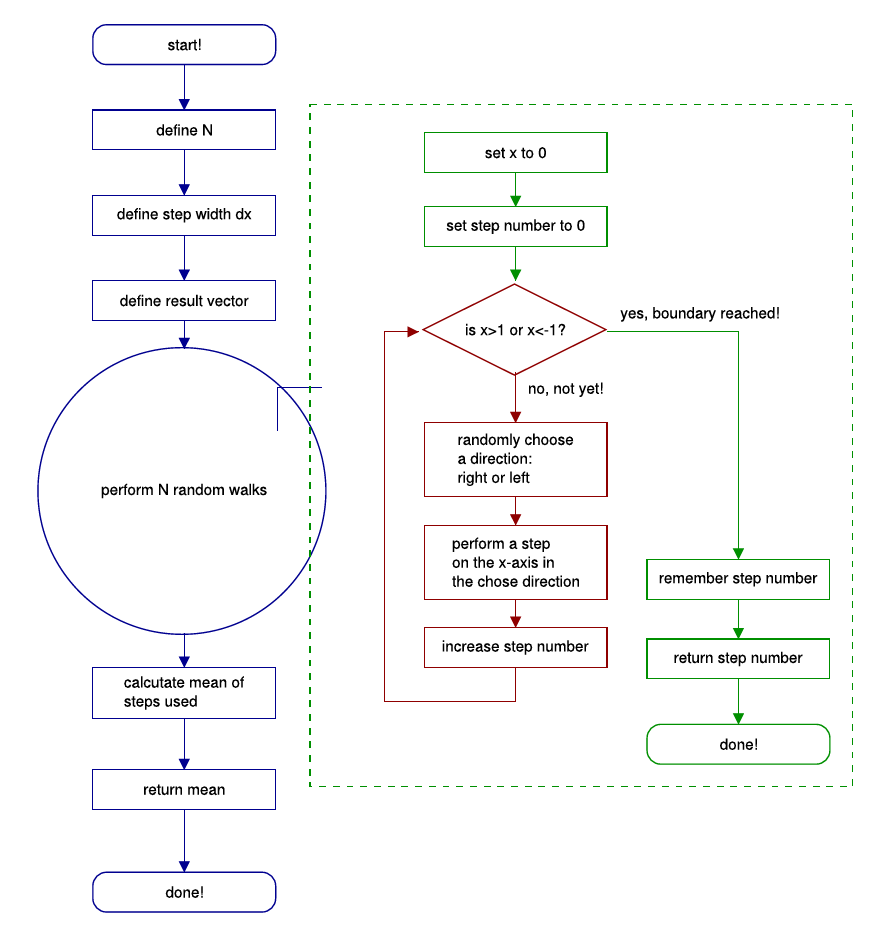 start!
define N
define step width dx
define result vector
perform N random walks
calcutate mean of
steps used
return mean
done!
set x to 0
set step number to 0
is x>1 or x<-1?
yes, boundary reached!
no, not yet!
randomly choose
a direction:
right or left
perform a step
on the x-axis in
the chose direction
increase step number
remember step number
return step number
done!